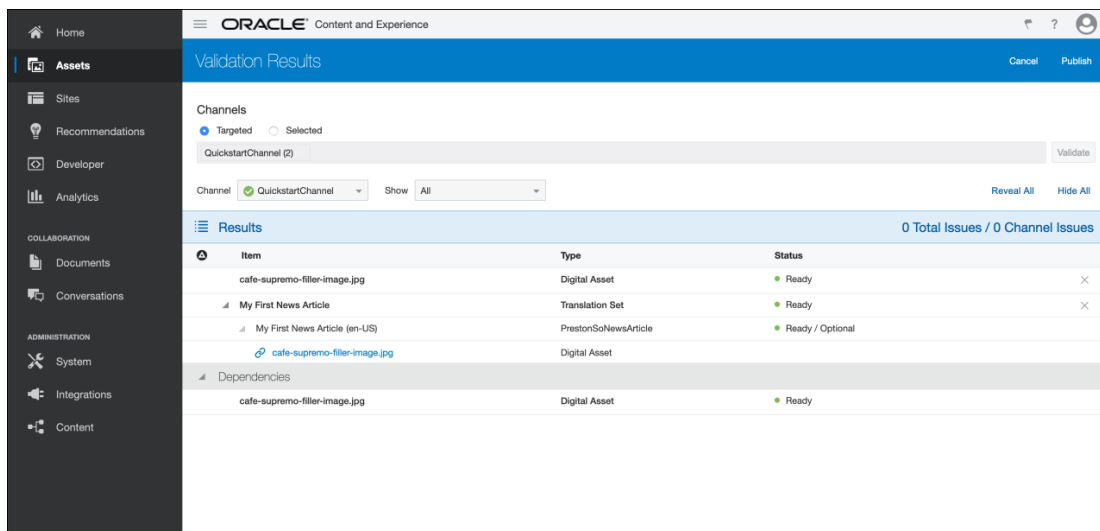 Home
ORACLE® Content and Experience
?
Assets
Validation Results
Cancel
Publish
Sites
Recommendations
Developer
Analytics
COLLABORATION
Documents
Conversations
ADMINISTRATION
System
Integrations
Content
Channels
Targeted
Selected
QuickstartChannel (2)
Validate
Channel QuickstartChannel
Show All
Reveal All
Hide All
Results
0 Total Issues / 0 Channel Issues
Item Type Status
cafe-supremo-filler-image.jpg Digital Asset Ready
My First News Article Translation Set Ready
My First News Article (en-US) PrestonSoNewsArticle Ready / Optional
cafe-supremo-filler-image.jpg Digital Asset
Dependencies
cafe-supremo-filler-image.jpg Digital Asset Ready